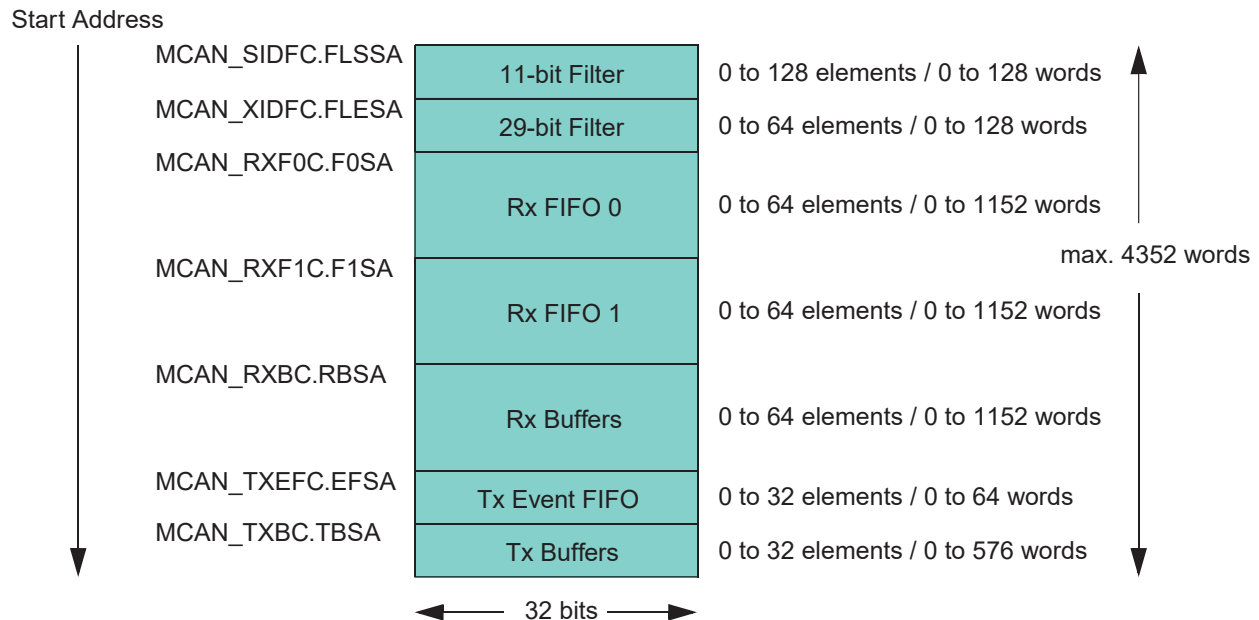 Start Address
MCAN_SIDFC.FLSSA
11-bit Filter
0 to 128 elements / 0 to 128 words
MCAN_XIDFC.FLESA
29-bit Filter
0 to 64 elements / 0 to 128 words
MCAN_RXF0C.F0SA
Rx FIFO 0
0 to 64 elements / 0 to 1152 words
max. 4352 words
MCAN_RXF1C.F1SA
Rx FIFO 1
0 to 64 elements / 0 to 1152 words
MCAN_RXBC.RBSA
Rx Buffers
0 to 64 elements / 0 to 1152 words
MCAN_TXEFC.EFSA
Tx Event FIFO
0 to 32 elements / 0 to 64 words
MCAN_TXBC.TBSA
Tx Buffers
0 to 32 elements / 0 to 576 words
32 bits